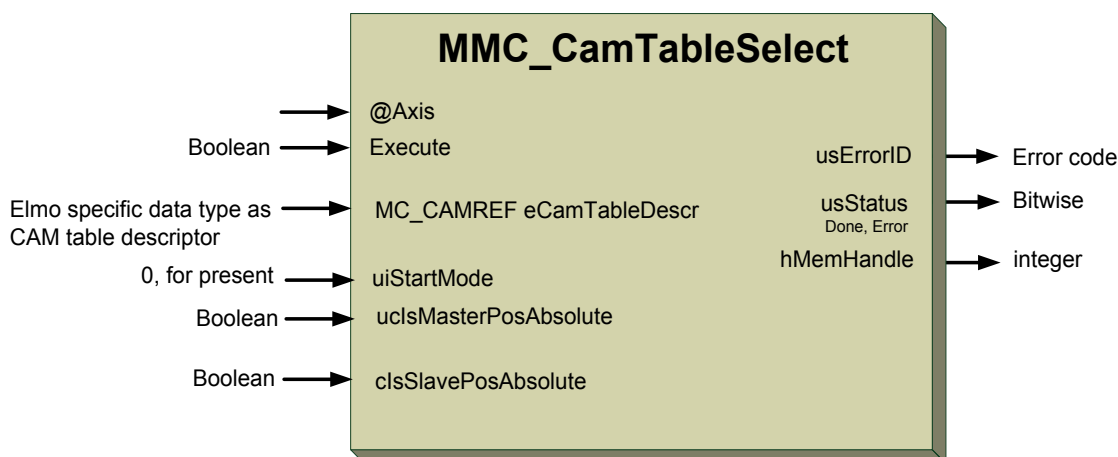 MMC_CamTableSelect
@Axis
Boolean
Execute
usErrorID
Error code
Elmo specific data type as
CAM table descriptor
MC_CAMREF eCamTableDescr
usStatus
Done, Error
Bitwise
hMemHandle
integer
0, for present
uiStartMode
Boolean
ucIsMasterPosAbsolute
Boolean
cIsSlavePosAbsolute